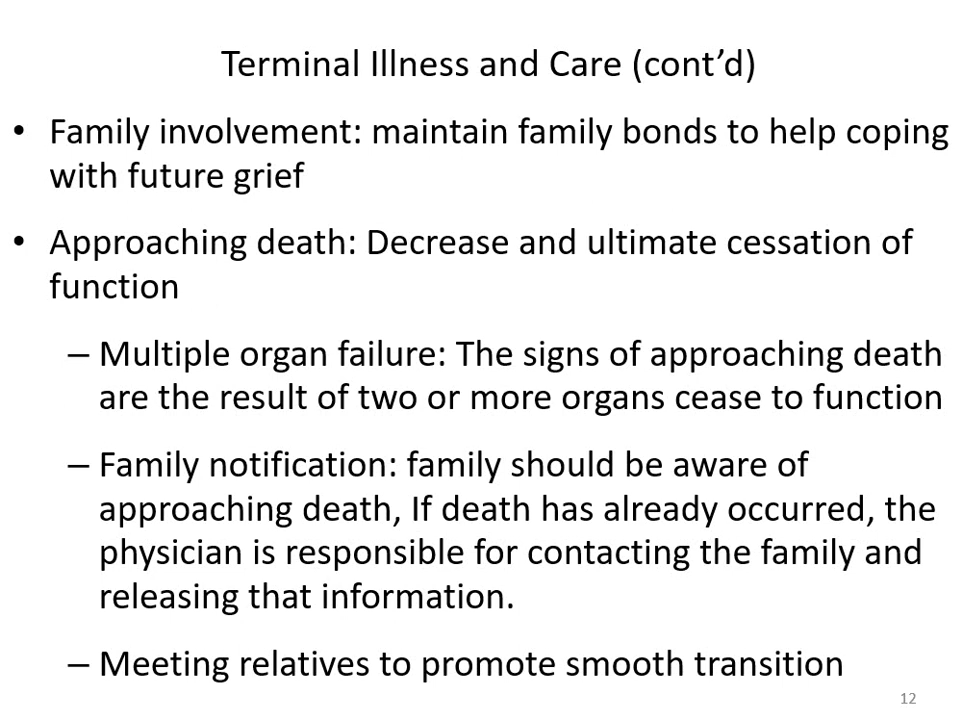 Terminal Illness and Care (cont’d)
• Family involvement: maintain family bonds to help coping
with future grief
• Approaching death: Decrease and ultimate cessation of
function
– Multiple organ failure: The signs of approaching death
are the result of two or more organs cease to function
– Family notification: family should be aware of
approaching death, If death has already occurred, the
physician is responsible for contacting the family and
releasing that information.
– Meeting relatives to promote smooth transition
12